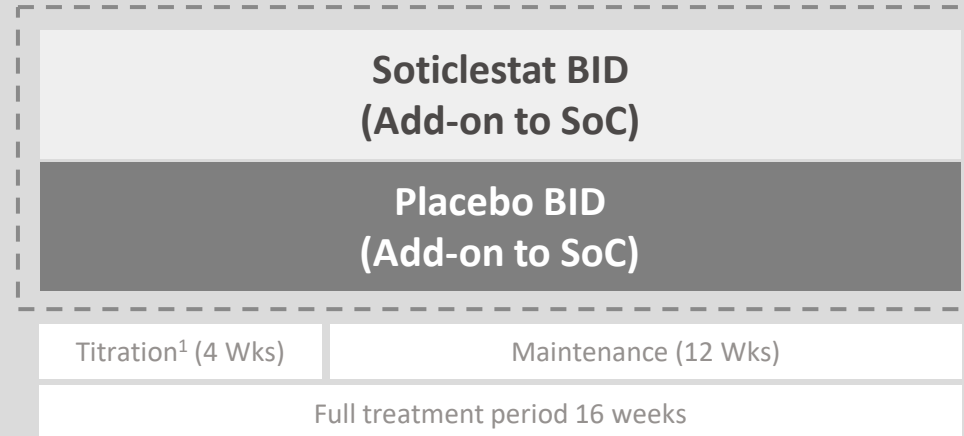 Soticlestat BID
(Add-on to SoC)
Placebo BID
(Add-on to SoC)
Titration¹ (4 Wks)
Maintenance (12 Wks)
Full treatment period 16 weeks